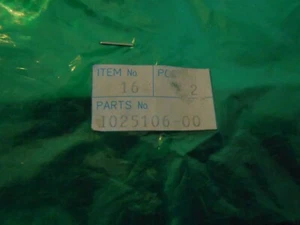 ITEM No PCS
16 2
PARTS No
1025106-00